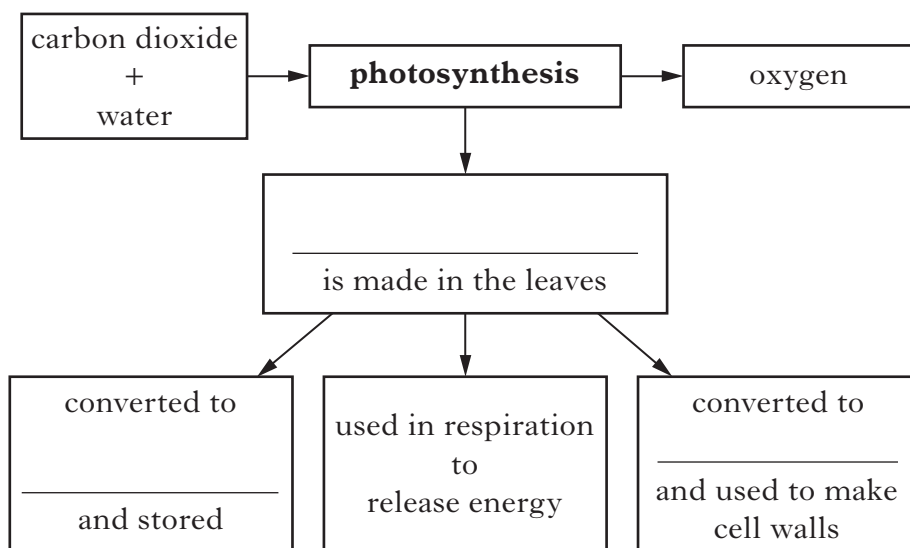 carbon dioxide
+
water
photosynthesis
oxygen
is made in the leaves
converted to
and stored
used in respiration
to
release energy
converted to
and used to make
cell walls